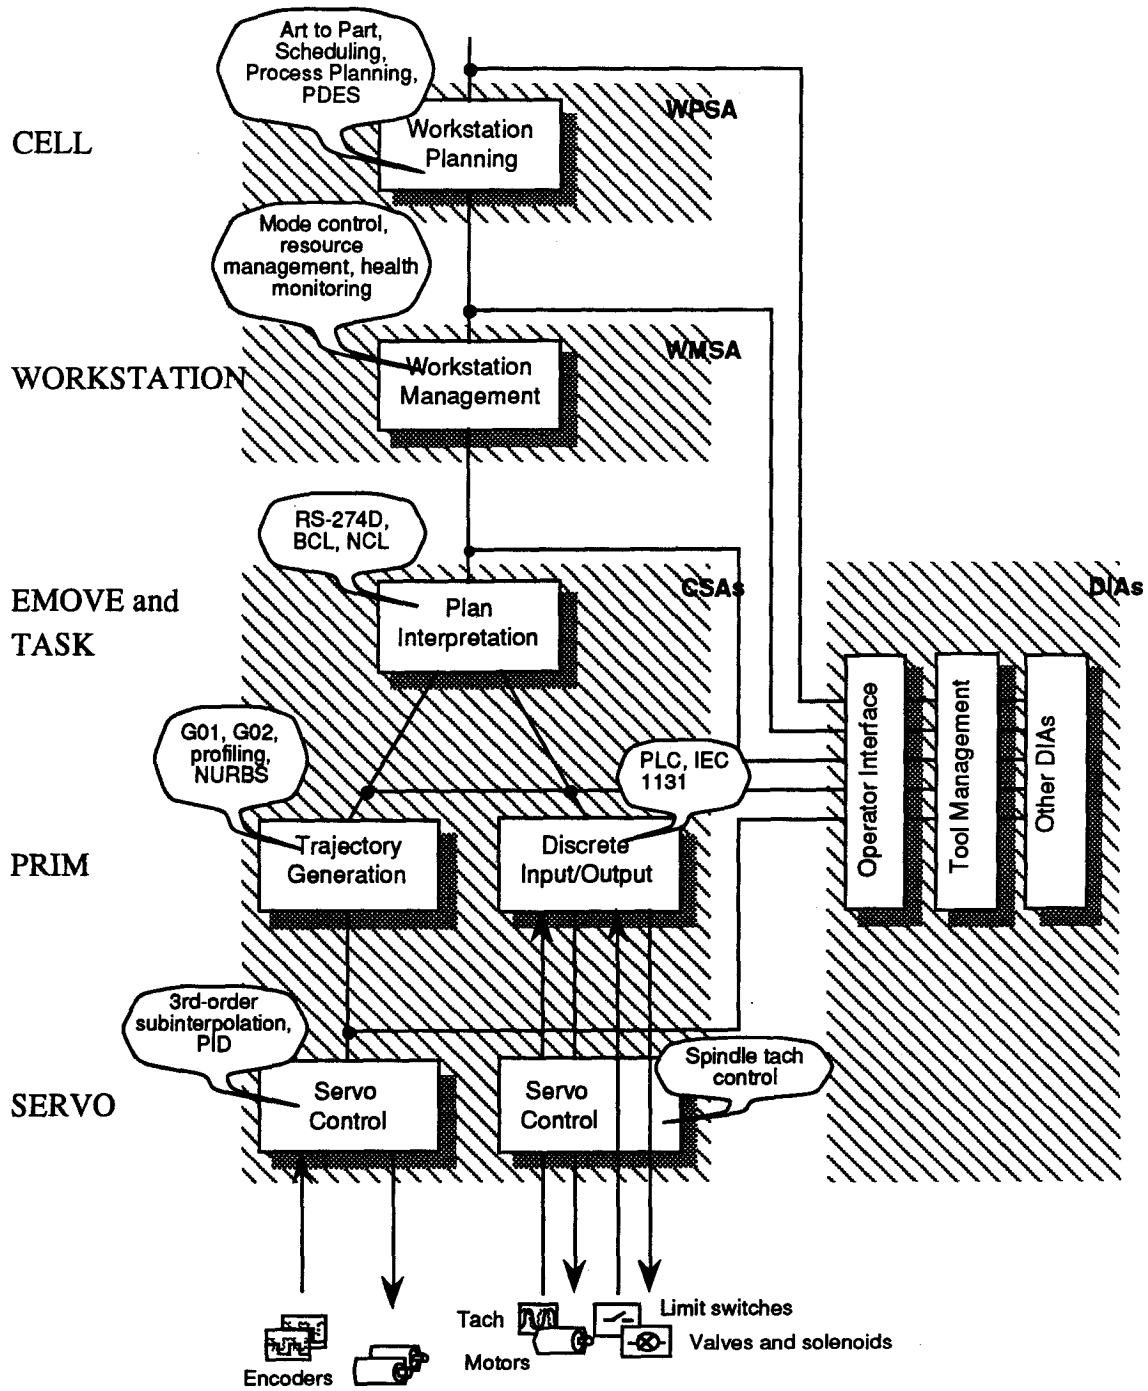 Art to Part,
Scheduling,
Process Planning,
PDES
WPSA
CELL
Workstation
Planning
Mode control,
resource
management, health
monitoring
WMSA
WORKSTATION
Workstation
Management
RS-274D,
BCL, NCL
CSAs
DIAs
EMOVE and
TASK
Plan
Interpretation
Operator Interface
Tool Management
Other DIAs
G01, G02,
profiling,
NURBS
PLC, IEC
1131
PRIM
Trajectory
Generation
Discrete
Input/Output
3rd-order
subinterpolation,
PID
Spindle tach
control
SERVO
Servo
Control
Servo
Control
Tach
Limit switches
Valves and solenoids
Motors
Encoders